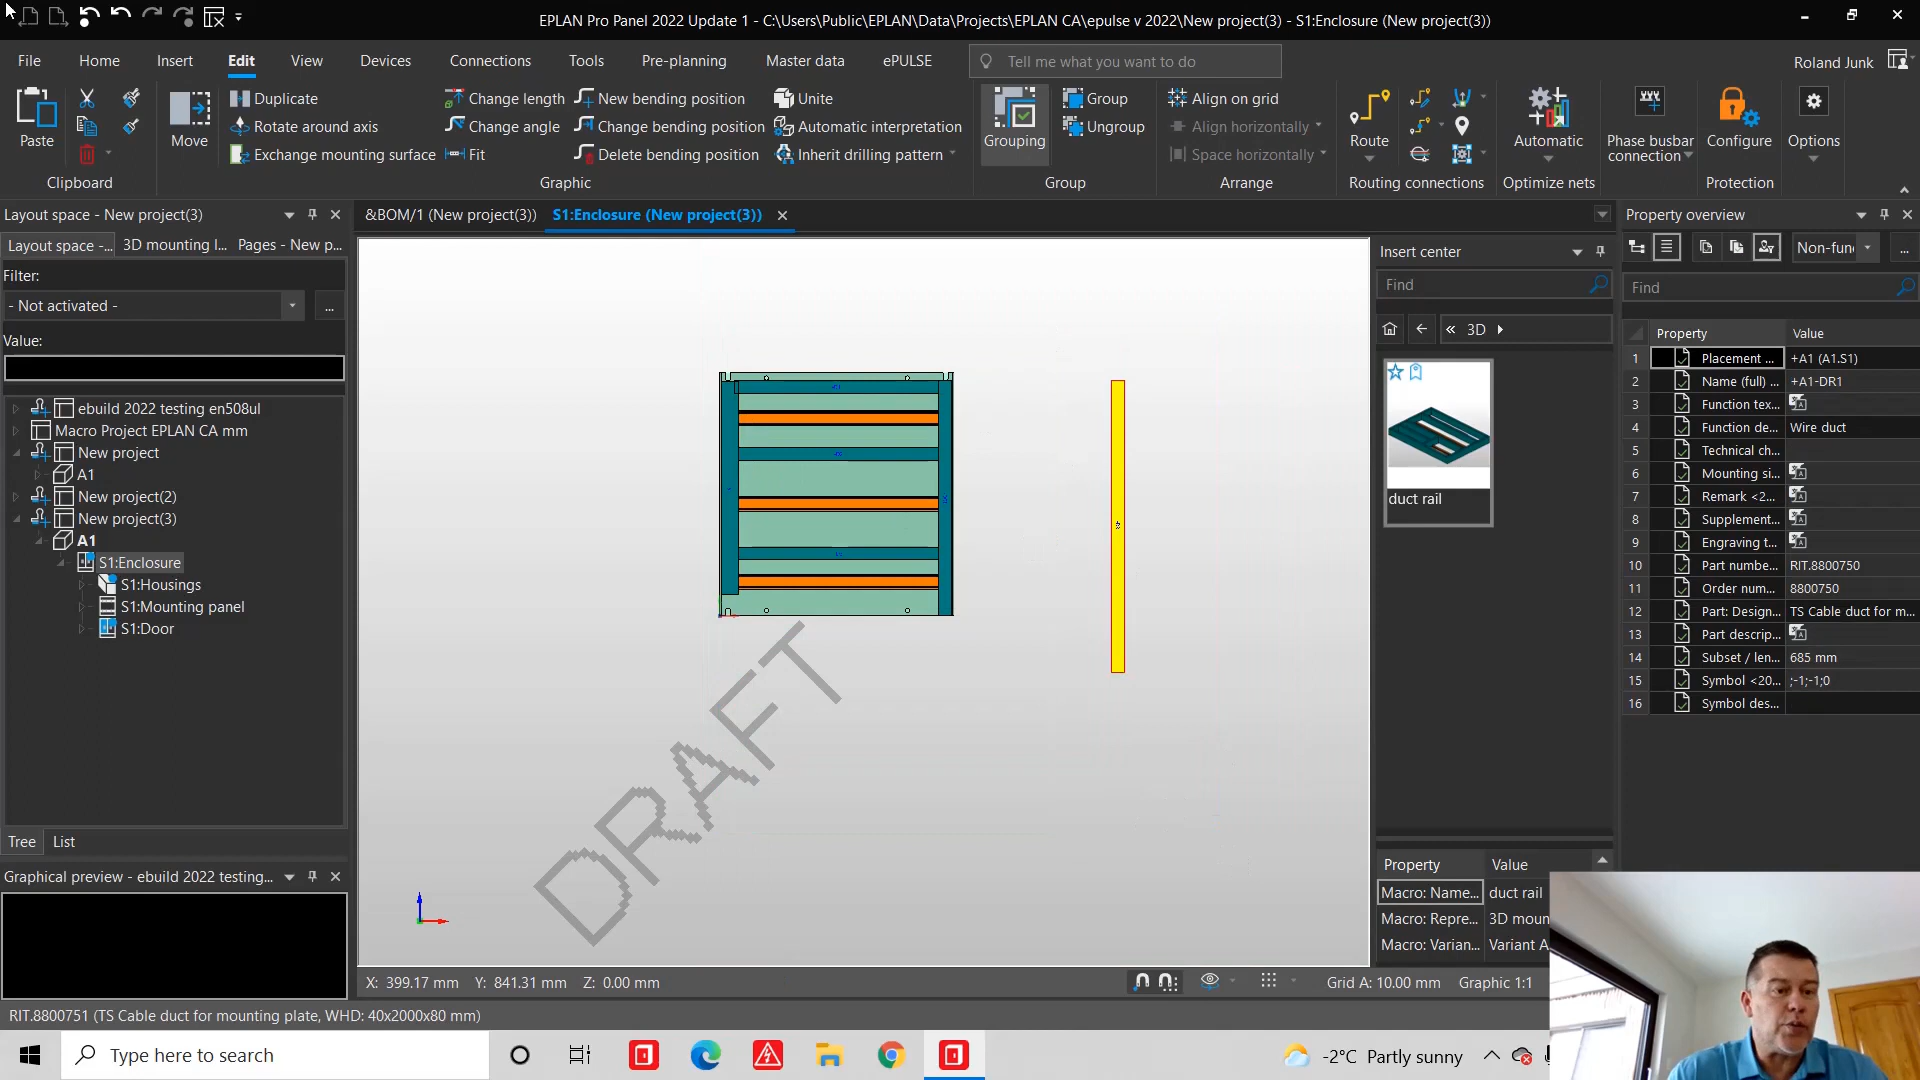 EPLAN Pro Panel 2022 Update 1 - C:\Users\Public\EPLAN\Data\Projects\EPLAN CA\epulse v 2022\New project(3) - S1:Enclosure (New project(3))
File Home Insert Edit View Devices Connections Tools Pre-planning Master data ePULSE Tell me what you want to do Roland Junk
Paste
Clipboard
Move
Duplicate
Rotate around axis
Exchange mounting surface
Change length
Change angle
Fit
New bending position
Change bending position
Delete bending position
Unite
Automatic interpretation
Inherit drilling pattern
Graphic
Grouping
Group
Ungroup
Group
Align on grid
Align horizontally
Space horizontally
Arrange
Route
Routing connections
Automatic
Optimize nets
Phase busbar
connection
Configure
Protection
Options
Layout space - New project(3)
Layout space -... 3D mounting l... Pages - New p...
Filter:
- Not activated -
...
Value:
ebuild 2022 testing en508ul
Macro Project EPLAN CA mm
New project
A1
New project(2)
New project(3)
A1
S1:Enclosure
S1:Housings
S1:Mounting panel
S1:Door
Tree List
Graphical preview - ebuild 2022 testing...
&BOM/1 (New project(3)) S1:Enclosure (New project(3))
DRAFT
X: 399.17 mm Y: 841.31 mm Z: 0.00 mm
Grid A: 10.00 mm Graphic 1:1
Insert center
Find
« 3D
duct rail
Property Value
Macro: Name... duct rail
Macro: Repre... 3D moun
Macro: Varian... Variant A
Property overview
Non-fun
...
Find
Property Value
1 Placement ... +A1 (A1.S1)
2 Name (full) ... +A1-DR1
3 Function tex...
4 Function de... Wire duct
5 Technical ch...
6 Mounting si...
7 Remark <2...
8 Supplement...
9 Engraving t...
10 Part numbe... RIT.8800750
11 Order num... 8800750
12 Part: Design... TS Cable duct for m...
13 Part descrip...
14 Subset / len... 685 mm
15 Symbol <20... ;-1;-1;0
16 Symbol des...
RIT.8800751 (TS Cable duct for mounting plate, WHD: 40x2000x80 mm)
Type here to search
-2°C Partly sunny